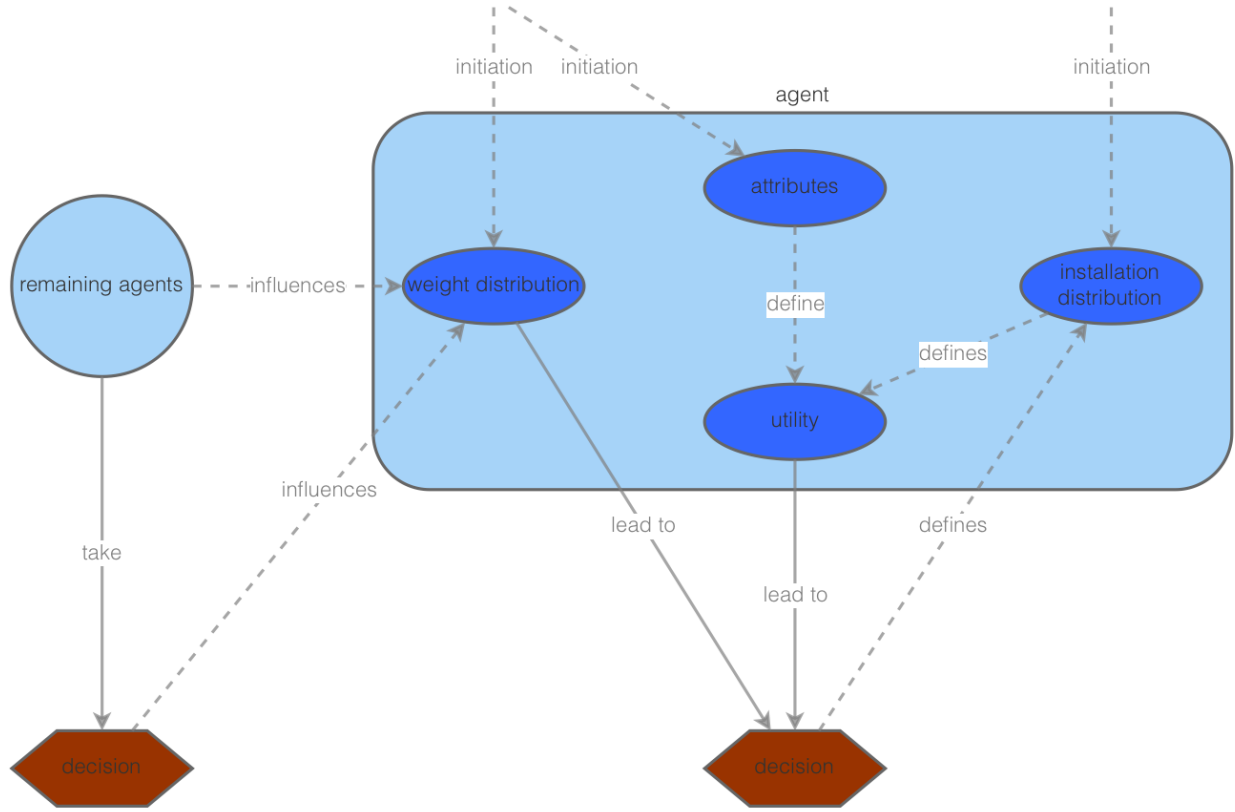 initiation
initiation
initiation
agent
attributes
remaining agents
influences
weight distribution
installation
distribution
define
defines
utility
influences
lead to
defines
take
lead to
decision
decision